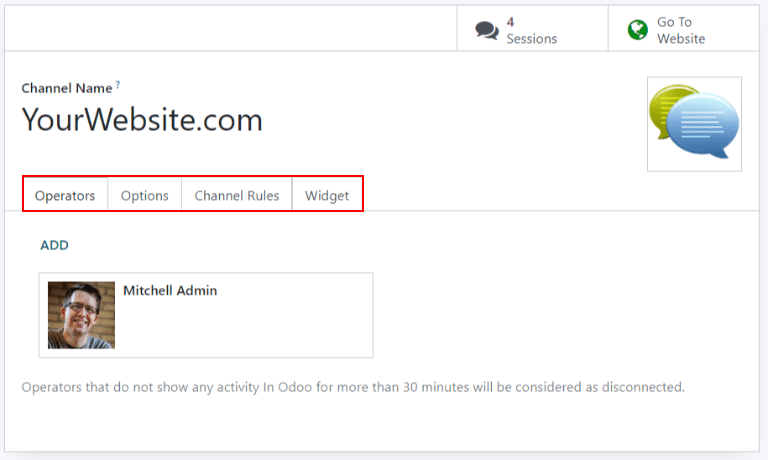 4
Sessions
Go To
Website
Channel Name ?
YourWebsite.com
Operators Options Channel Rules Widget
ADD
Mitchell Admin
Operators that do not show any activity In Odoo for more than 30 minutes will be considered as disconnected.